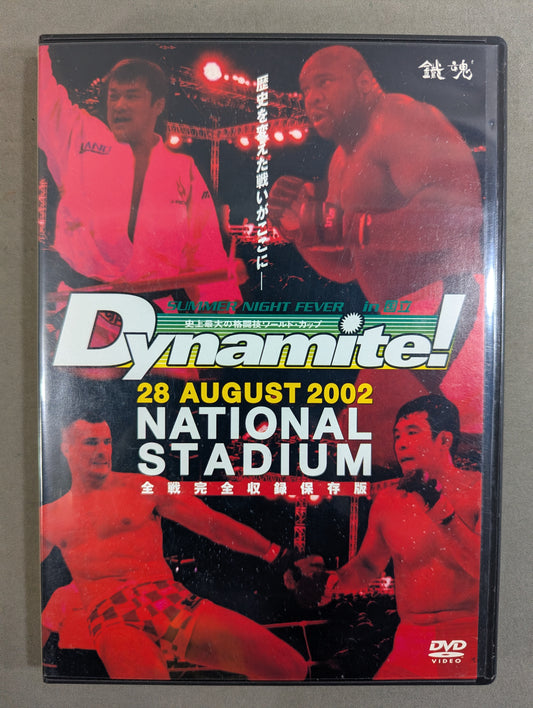 鉄魂
歴史を変えた戦いがここに—
SUMMER NIGHT FEVER in 国立
史上最大の格闘技ワールド・カップ
Dynamite!
28 AUGUST 2002
NATIONAL
STADIUM
全戦完全収録保存版
DVD
VIDEO